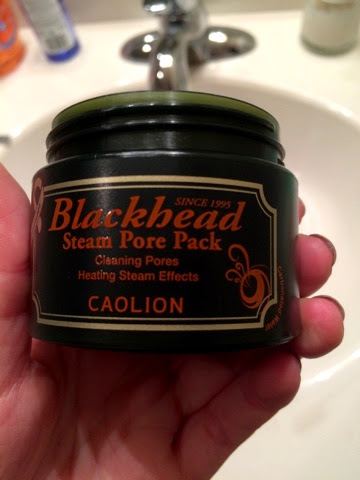 SINCE 1995
Blackhead
Steam Pore Pack
Cleaning Pores
Heating Steam Effects
CAOLION